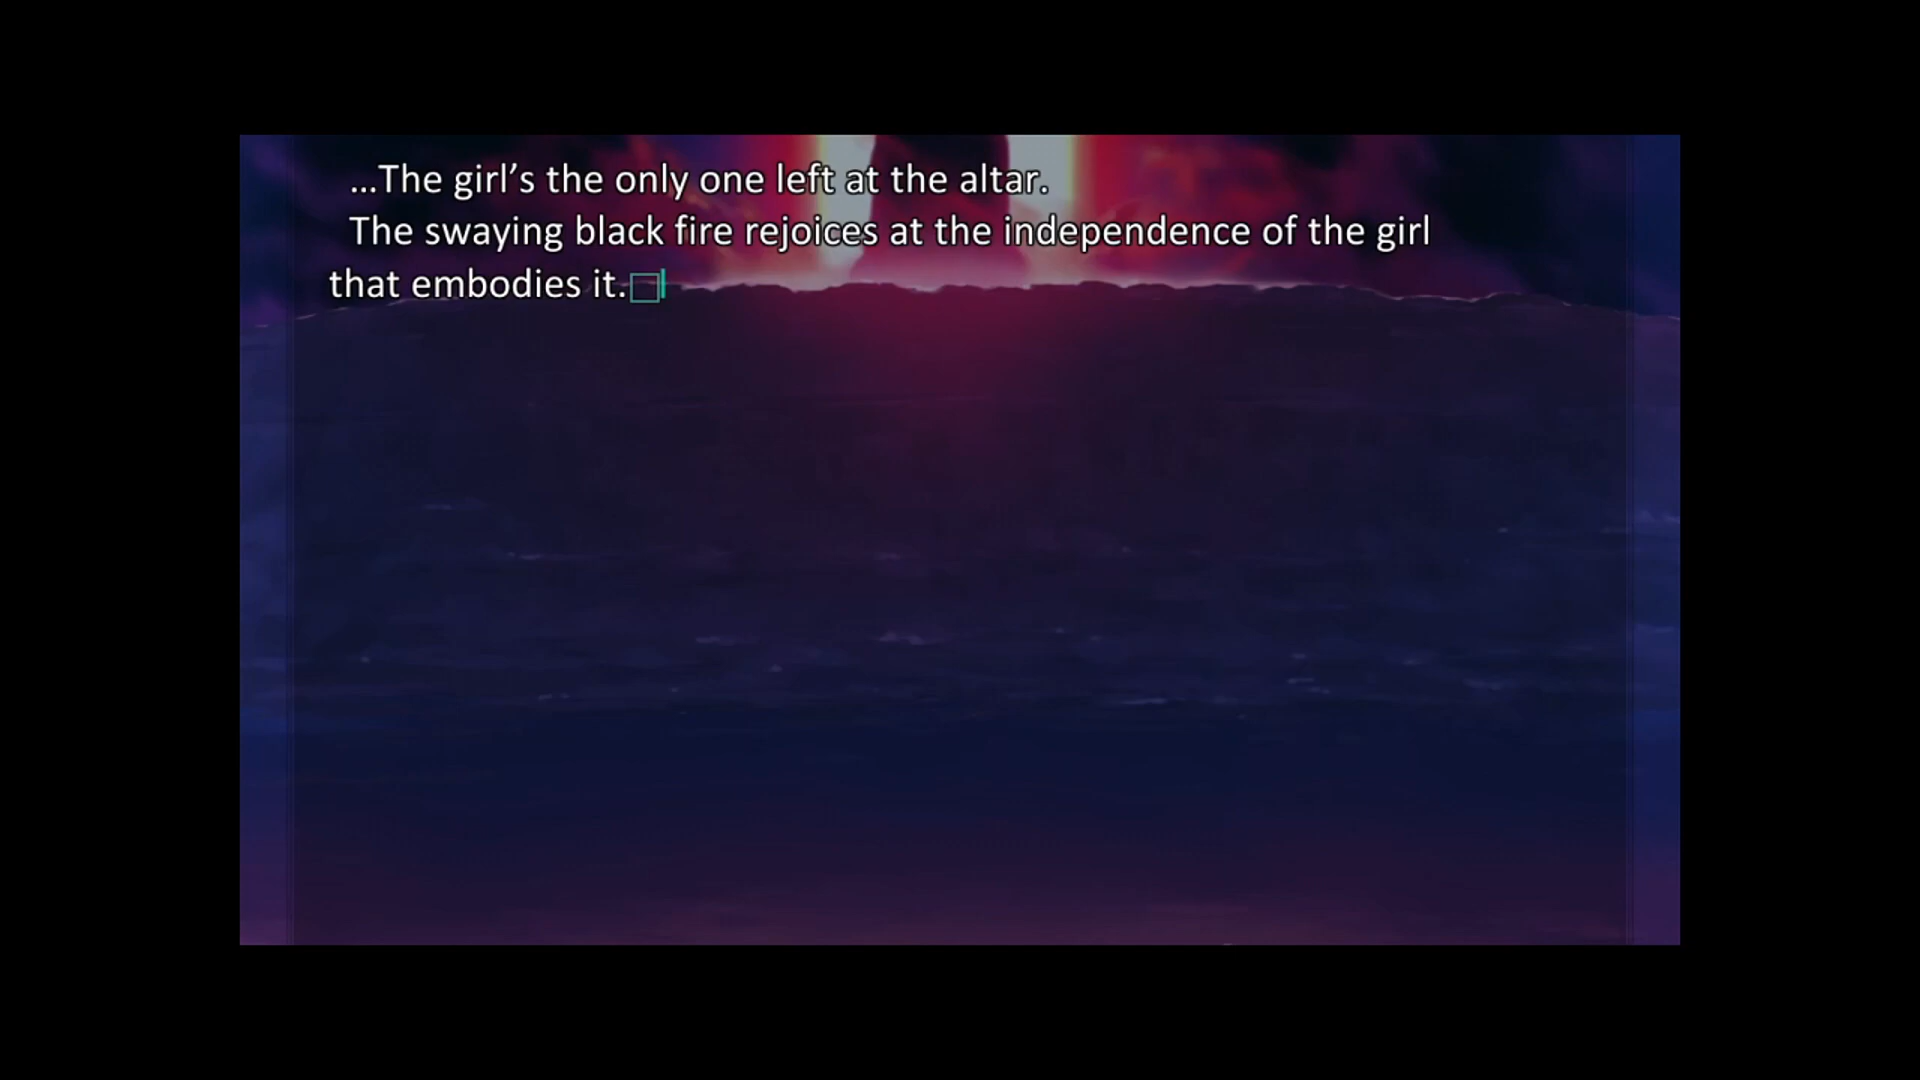 …The girl’s the only one left at the altar.
The swaying black fire rejoices at the independence of the girl
that embodies it.